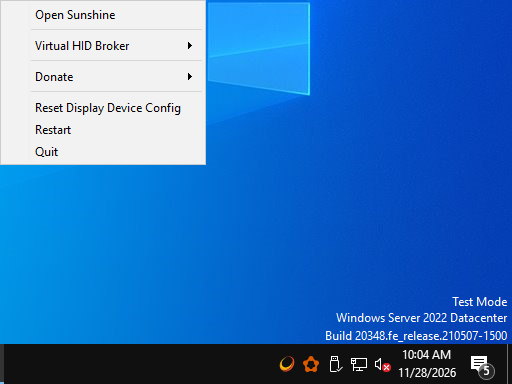 Open Sunshine
Virtual HID Broker
Donate
Reset Display Device Config
Restart
Quit
Test Mode
Windows Server 2022 Datacenter
Build 20348.fe_release.210507-1500
10:04 AM
11/28/2026
5